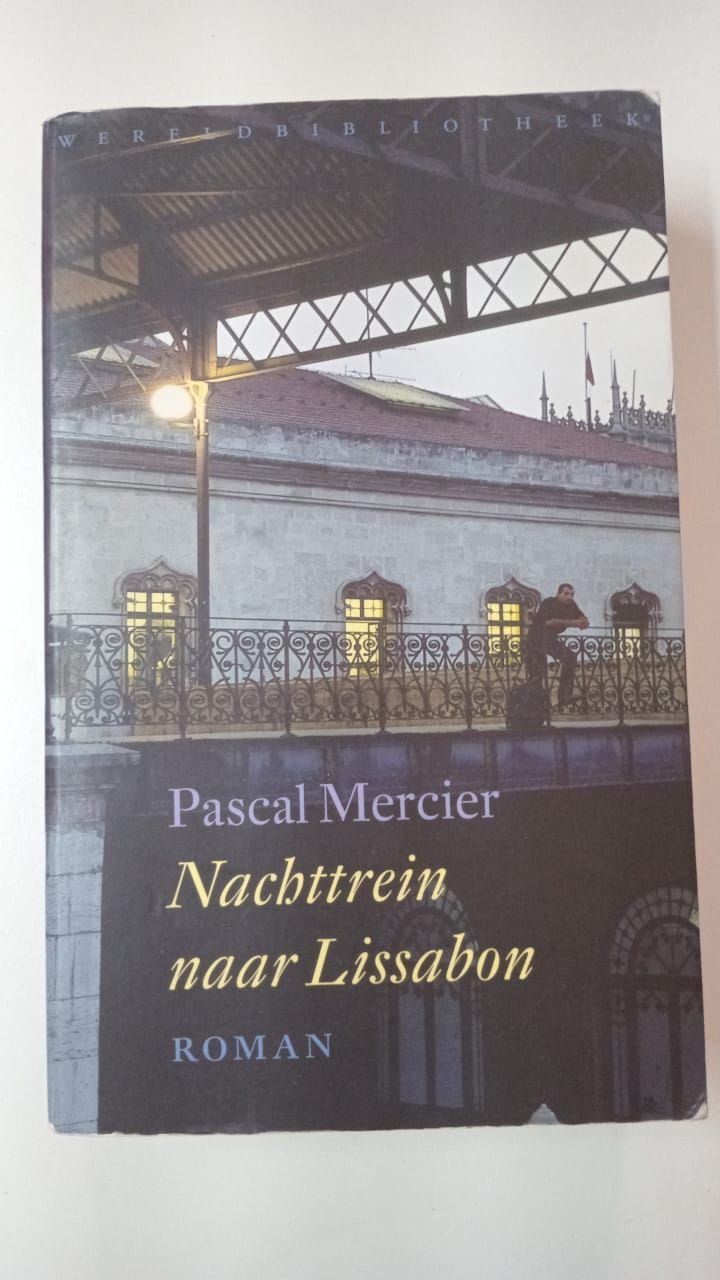 WERELDBIBLIOTHEEK
Pascal Mercier
Nachttrein
naar Lissabon
ROMAN